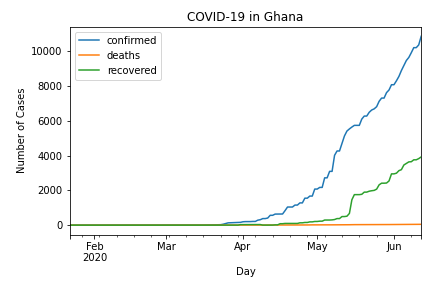 COVID-19 in Ghana
confirmed
deaths
recovered
Number of Cases
10000
8000
6000
4000
2000
0
Feb Mar Apr May Jun
2020
Day